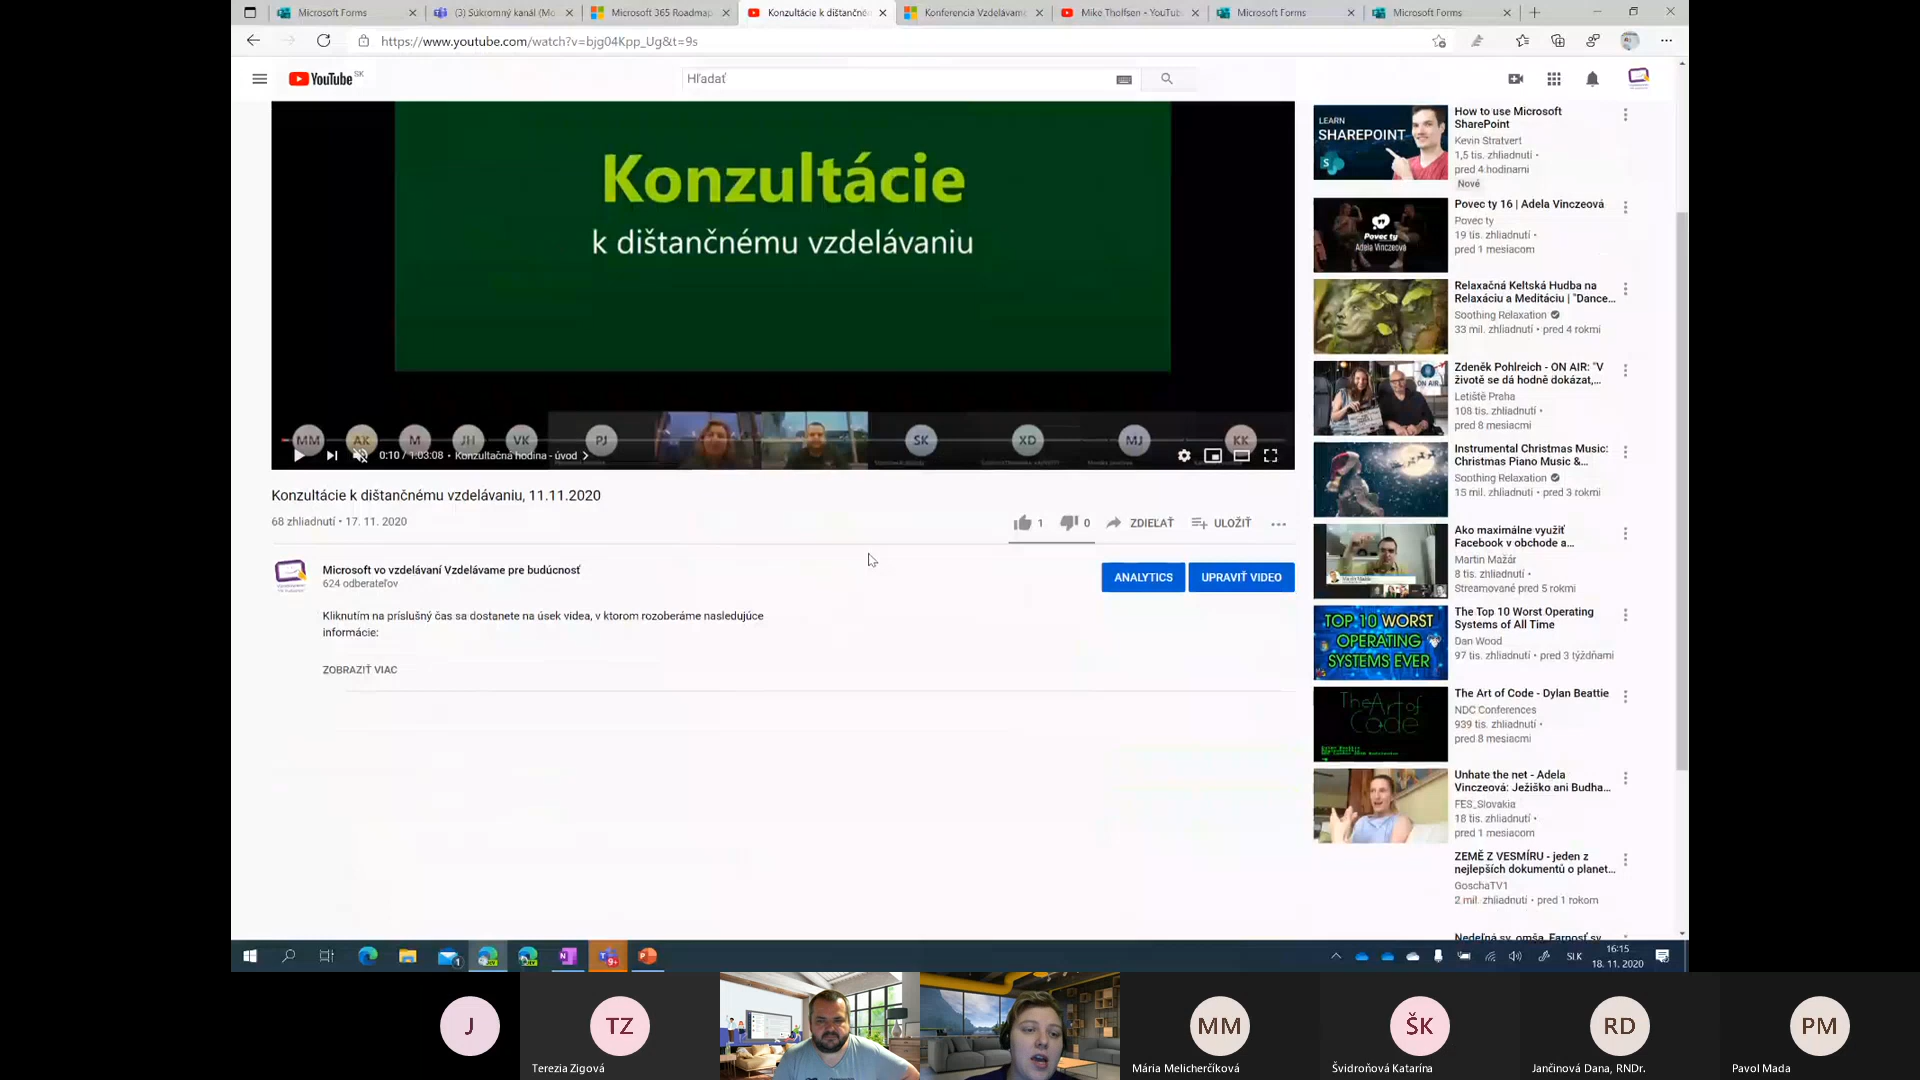 Microsoft Forms
(3) Súkromný kanál (Mo
Microsoft 365 Roadmap
Konzultácie k dištančné
Konferencia Vzdelávame
Mike Tholfsen - YouTub
Microsoft Forms
Microsoft Forms
https://www.youtube.com/watch?v=bjg04Kpp_Ug&t=9s
YouTube SK
Hľadať
Konzultácie
k dištančnému vzdelávaniu
MM AK M JH VK PJ SK XD MJ KK
0:10 / 1:03:08 • Konzultačná hodina - úvod
Konzultácie k dištančnému vzdelávaniu, 11.11.2020
68 zhliadnutí • 17. 11. 2020
1 0 ZDIEĽAŤ ULOŽIŤ
Microsoft vo vzdelávaní Vzdelávame pre budúcnosť
624 odberateľov
ANALYTICS UPRAVIŤ VIDEO
Kliknutím na príslušný čas sa dostanete na úsek videa, v ktorom rozoberáme nasledujúce
informácie:
ZOBRAZIŤ VIAC
LEARN
SHAREPOINT
How to use Microsoft
SharePoint
Kevin Stratvert
1,5 tis. zhliadnutí •
pred 4 hodinami
Nové
Povec ty
Adela Vinczeová
Povec ty 16 | Adela Vinczeová
Povec ty
19 tis. zhliadnutí •
pred 1 mesiacom
Relaxačná Keltská Hudba na
Relaxáciu a Meditáciu | "Dance...
Soothing Relaxation
33 mil. zhliadnutí • pred 4 rokmi
ON AIR
Zdeněk Pohlreich - ON AIR: "V
životě se dá hodně dokázat,...
Letiště Praha
108 tis. zhliadnutí •
pred 8 mesiacmi
Instrumental Christmas Music:
Christmas Piano Music &...
Soothing Relaxation
15 mil. zhliadnutí • pred 3 rokmi
Ako maximálne využiť
Facebook v obchode a...
Martin Mažár
8 tis. zhliadnutí •
Streamované pred 5 rokmi
TOP 10 WORST
OPERATING
SYSTEMS EVER
The Top 10 Worst Operating
Systems of All Time
Dan Wood
97 tis. zhliadnutí • pred 3 týždňami
The Art of
Code
The Art of Code - Dylan Beattie
NDC Conferences
939 tis. zhliadnutí •
pred 8 mesiacmi
Unhate the net - Adela
Vinczeová: Ježiško ani Budha...
FES_Slovakia
18 tis. zhliadnutí •
pred 1 mesiacom
ZEMĚ Z VESMÍRU - jeden z
nejlepších dokumentů o planet...
GoschaTV1
2 mil. zhliadnutí • pred 1 rokom
Nedeľná sv. omša, Farnosť sv.
SLK
16:15
18. 11. 2020
J
TZ
Terezia Zigová
MM
Mária Melicherčíková
ŠK
Švidroňová Katarína
RD
Jančinová Dana, RNDr.
PM
Pavol Mada